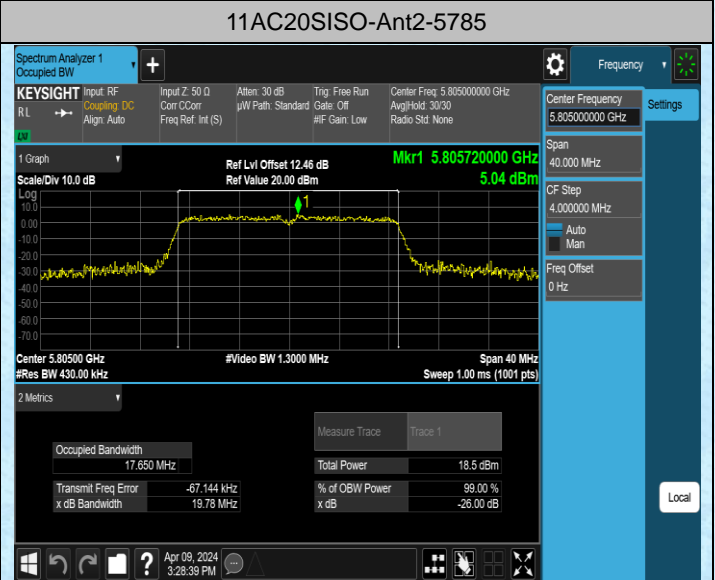 11AC20SISO-Ant2-5785
Spectrum Analyzer 1
Occupied BW
Frequency
KEYSIGHT
RL
Input: RF
Coupling: DC
Align: Auto
Input Z: 50 Ω
Corr CCorr
Freq Ref: Int (S)
Atten: 30 dB
µW Path: Standard
Trig: Free Run
Gate: Off
#IF Gain: Low
Center Freq: 5.805000000 GHz
Avg|Hold: 30/30
Radio Std: None
Center Frequency
5.805000000 GHz
Settings
Span
40.000 MHz
CF Step
4.000000 MHz
Auto
Man
Freq Offset
0 Hz
1 Graph
Ref Lvl Offset 12.46 dB
Mkr1 5.805720000 GHz
Scale/Div 10.0 dB
Ref Value 20.00 dBm
5.04 dBm
Log
1
10.0
0.00
-10.0
-20.0
-30.0
-40.0
-50.0
-60.0
-70.0
Center 5.80500 GHz
#Video BW 1.3000 MHz
Span 40 MHz
#Res BW 430.00 kHz
Sweep 1.00 ms (1001 pts)
2 Metrics
Measure Trace
Trace 1
Occupied Bandwidth
17.650 MHz
Total Power
18.5 dBm
Transmit Freq Error
-67.144 kHz
% of OBW Power
99.00 %
x dB Bandwidth
19.78 MHz
x dB
-26.00 dB
Local
?
Apr 09, 2024
3:28:39 PM